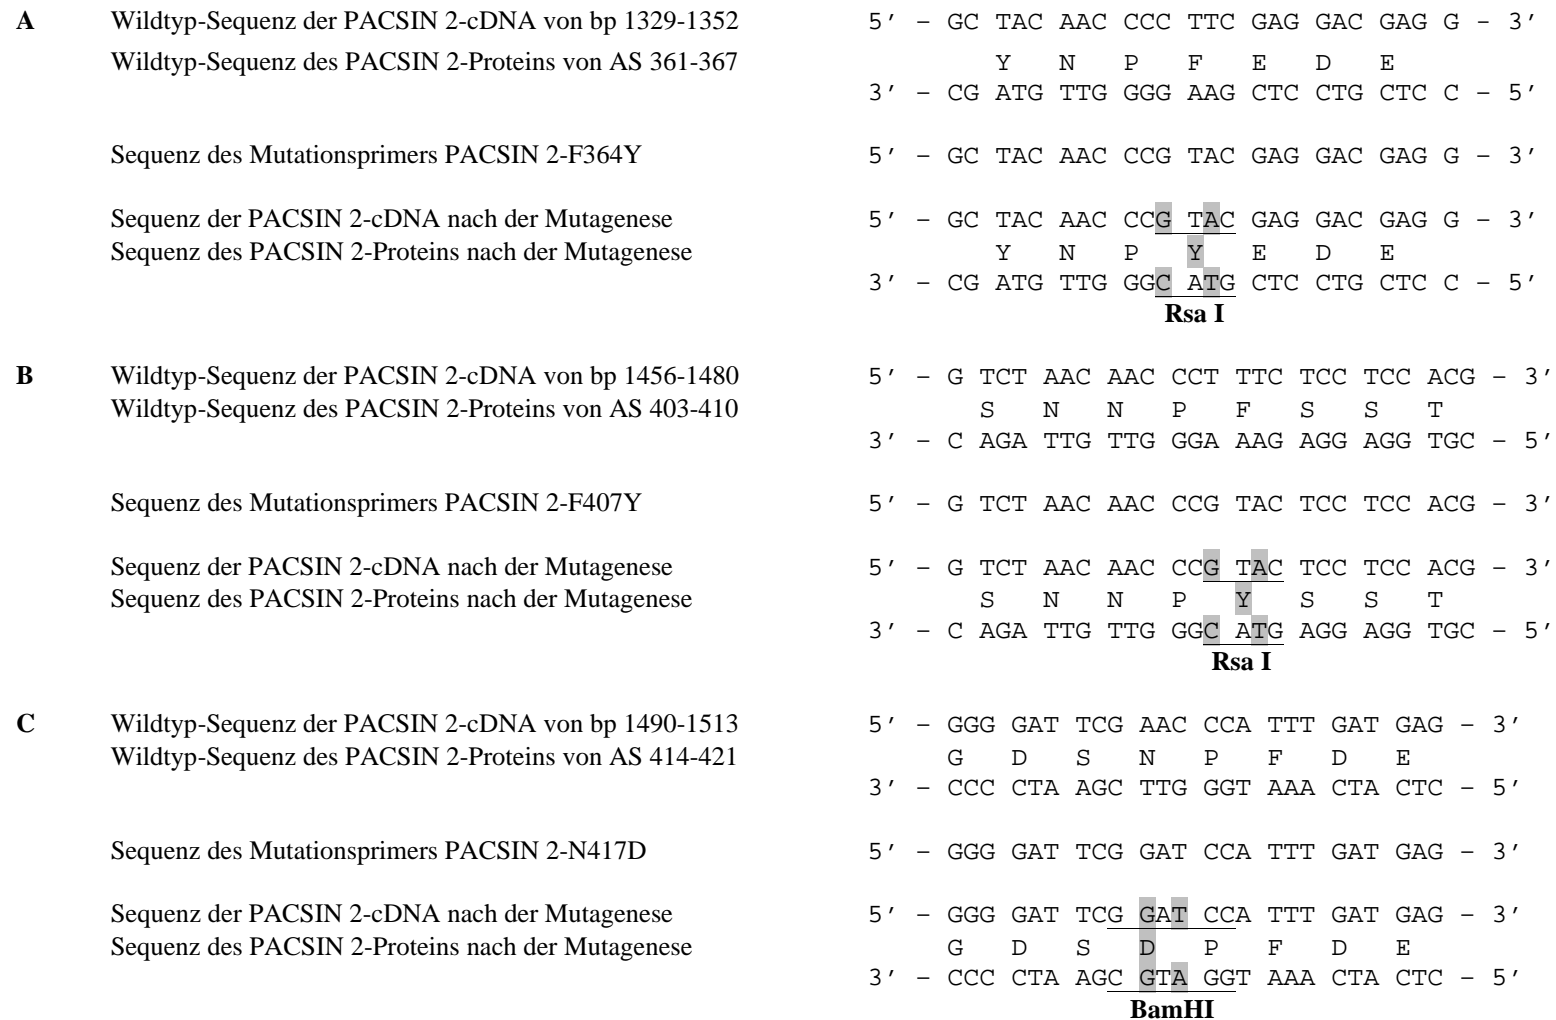 A Wildtyp-Sequenz der PACSIN 2-cDNA von bp 1329-1352 5′ – GC TAC AAC CCC TTC GAG GAC GAG G – 3′
Wildtyp-Sequenz des PACSIN 2-Proteins von AS 361-367 Y N P F E D E
3′ – CG ATG TTG GGG AAG CTC CTG CTC C – 5′
Sequenz des Mutationsprimers PACSIN 2-F364Y 5′ – GC TAC AAC CCG TAC GAG GAC GAG G – 3′
Sequenz der PACSIN 2-cDNA nach der Mutagenese 5′ – GC TAC AAC CCG TAC GAG GAC GAG G – 3′
Sequenz des PACSIN 2-Proteins nach der Mutagenese Y N P Y E D E
3′ – CG ATG TTG GGC ATG CTC CTG CTC C – 5′
Rsa I
B Wildtyp-Sequenz der PACSIN 2-cDNA von bp 1456-1480 5′ – G TCT AAC AAC CCT TTC TCC TCC ACG – 3′
Wildtyp-Sequenz des PACSIN 2-Proteins von AS 403-410 S N N P F S S T
3′ – C AGA TTG TTG GGA AAG AGG AGG TGC – 5′
Sequenz des Mutationsprimers PACSIN 2-F407Y 5′ – G TCT AAC AAC CCG TAC TCC TCC ACG – 3′
Sequenz der PACSIN 2-cDNA nach der Mutagenese 5′ – G TCT AAC AAC CCG TAC TCC TCC ACG – 3′
Sequenz des PACSIN 2-Proteins nach der Mutagenese S N N P Y S S T
3′ – C AGA TTG TTG GGC ATG AGG AGG TGC – 5′
Rsa I
C Wildtyp-Sequenz der PACSIN 2-cDNA von bp 1490-1513 5′ – GGG GAT TCG AAC CCA TTT GAT GAG – 3′
Wildtyp-Sequenz des PACSIN 2-Proteins von AS 414-421 G D S N P F D E
3′ – CCC CTA AGC TTG GGT AAA CTA CTC – 5′
Sequenz des Mutationsprimers PACSIN 2-N417D 5′ – GGG GAT TCG GAT CCA TTT GAT GAG – 3′
Sequenz der PACSIN 2-cDNA nach der Mutagenese 5′ – GGG GAT TCG GAT CCA TTT GAT GAG – 3′
Sequenz des PACSIN 2-Proteins nach der Mutagenese G D S D P F D E
3′ – CCC CTA AGC GTA GGT AAA CTA CTC – 5′
BamHI